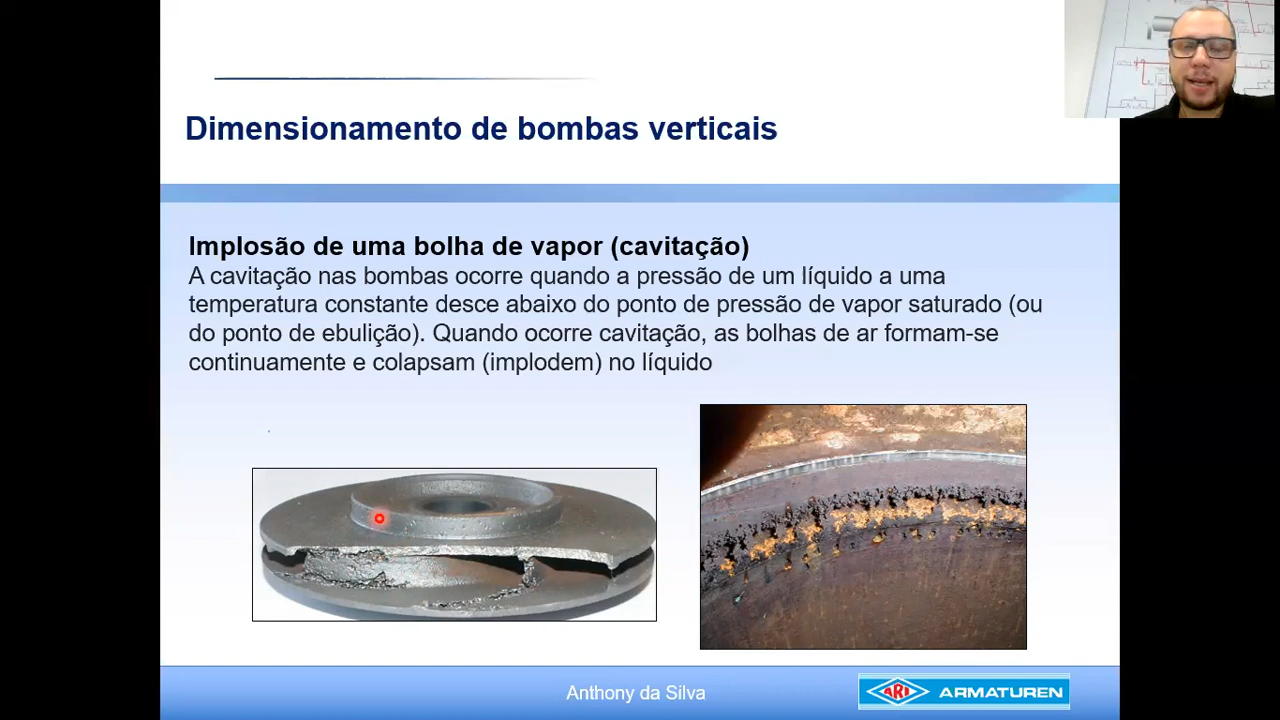 Dimensionamento de bombas verticais
Implosão de uma bolha de vapor (cavitação)
A cavitação nas bombas ocorre quando a pressão de um líquido a uma
temperatura constante desce abaixo do ponto de pressão de vapor saturado (ou
do ponto de ebulição). Quando ocorre cavitação, as bolhas de ar formam-se
continuamente e colapsam (implodem) no líquido
Anthony da Silva
ARI ARMATUREN